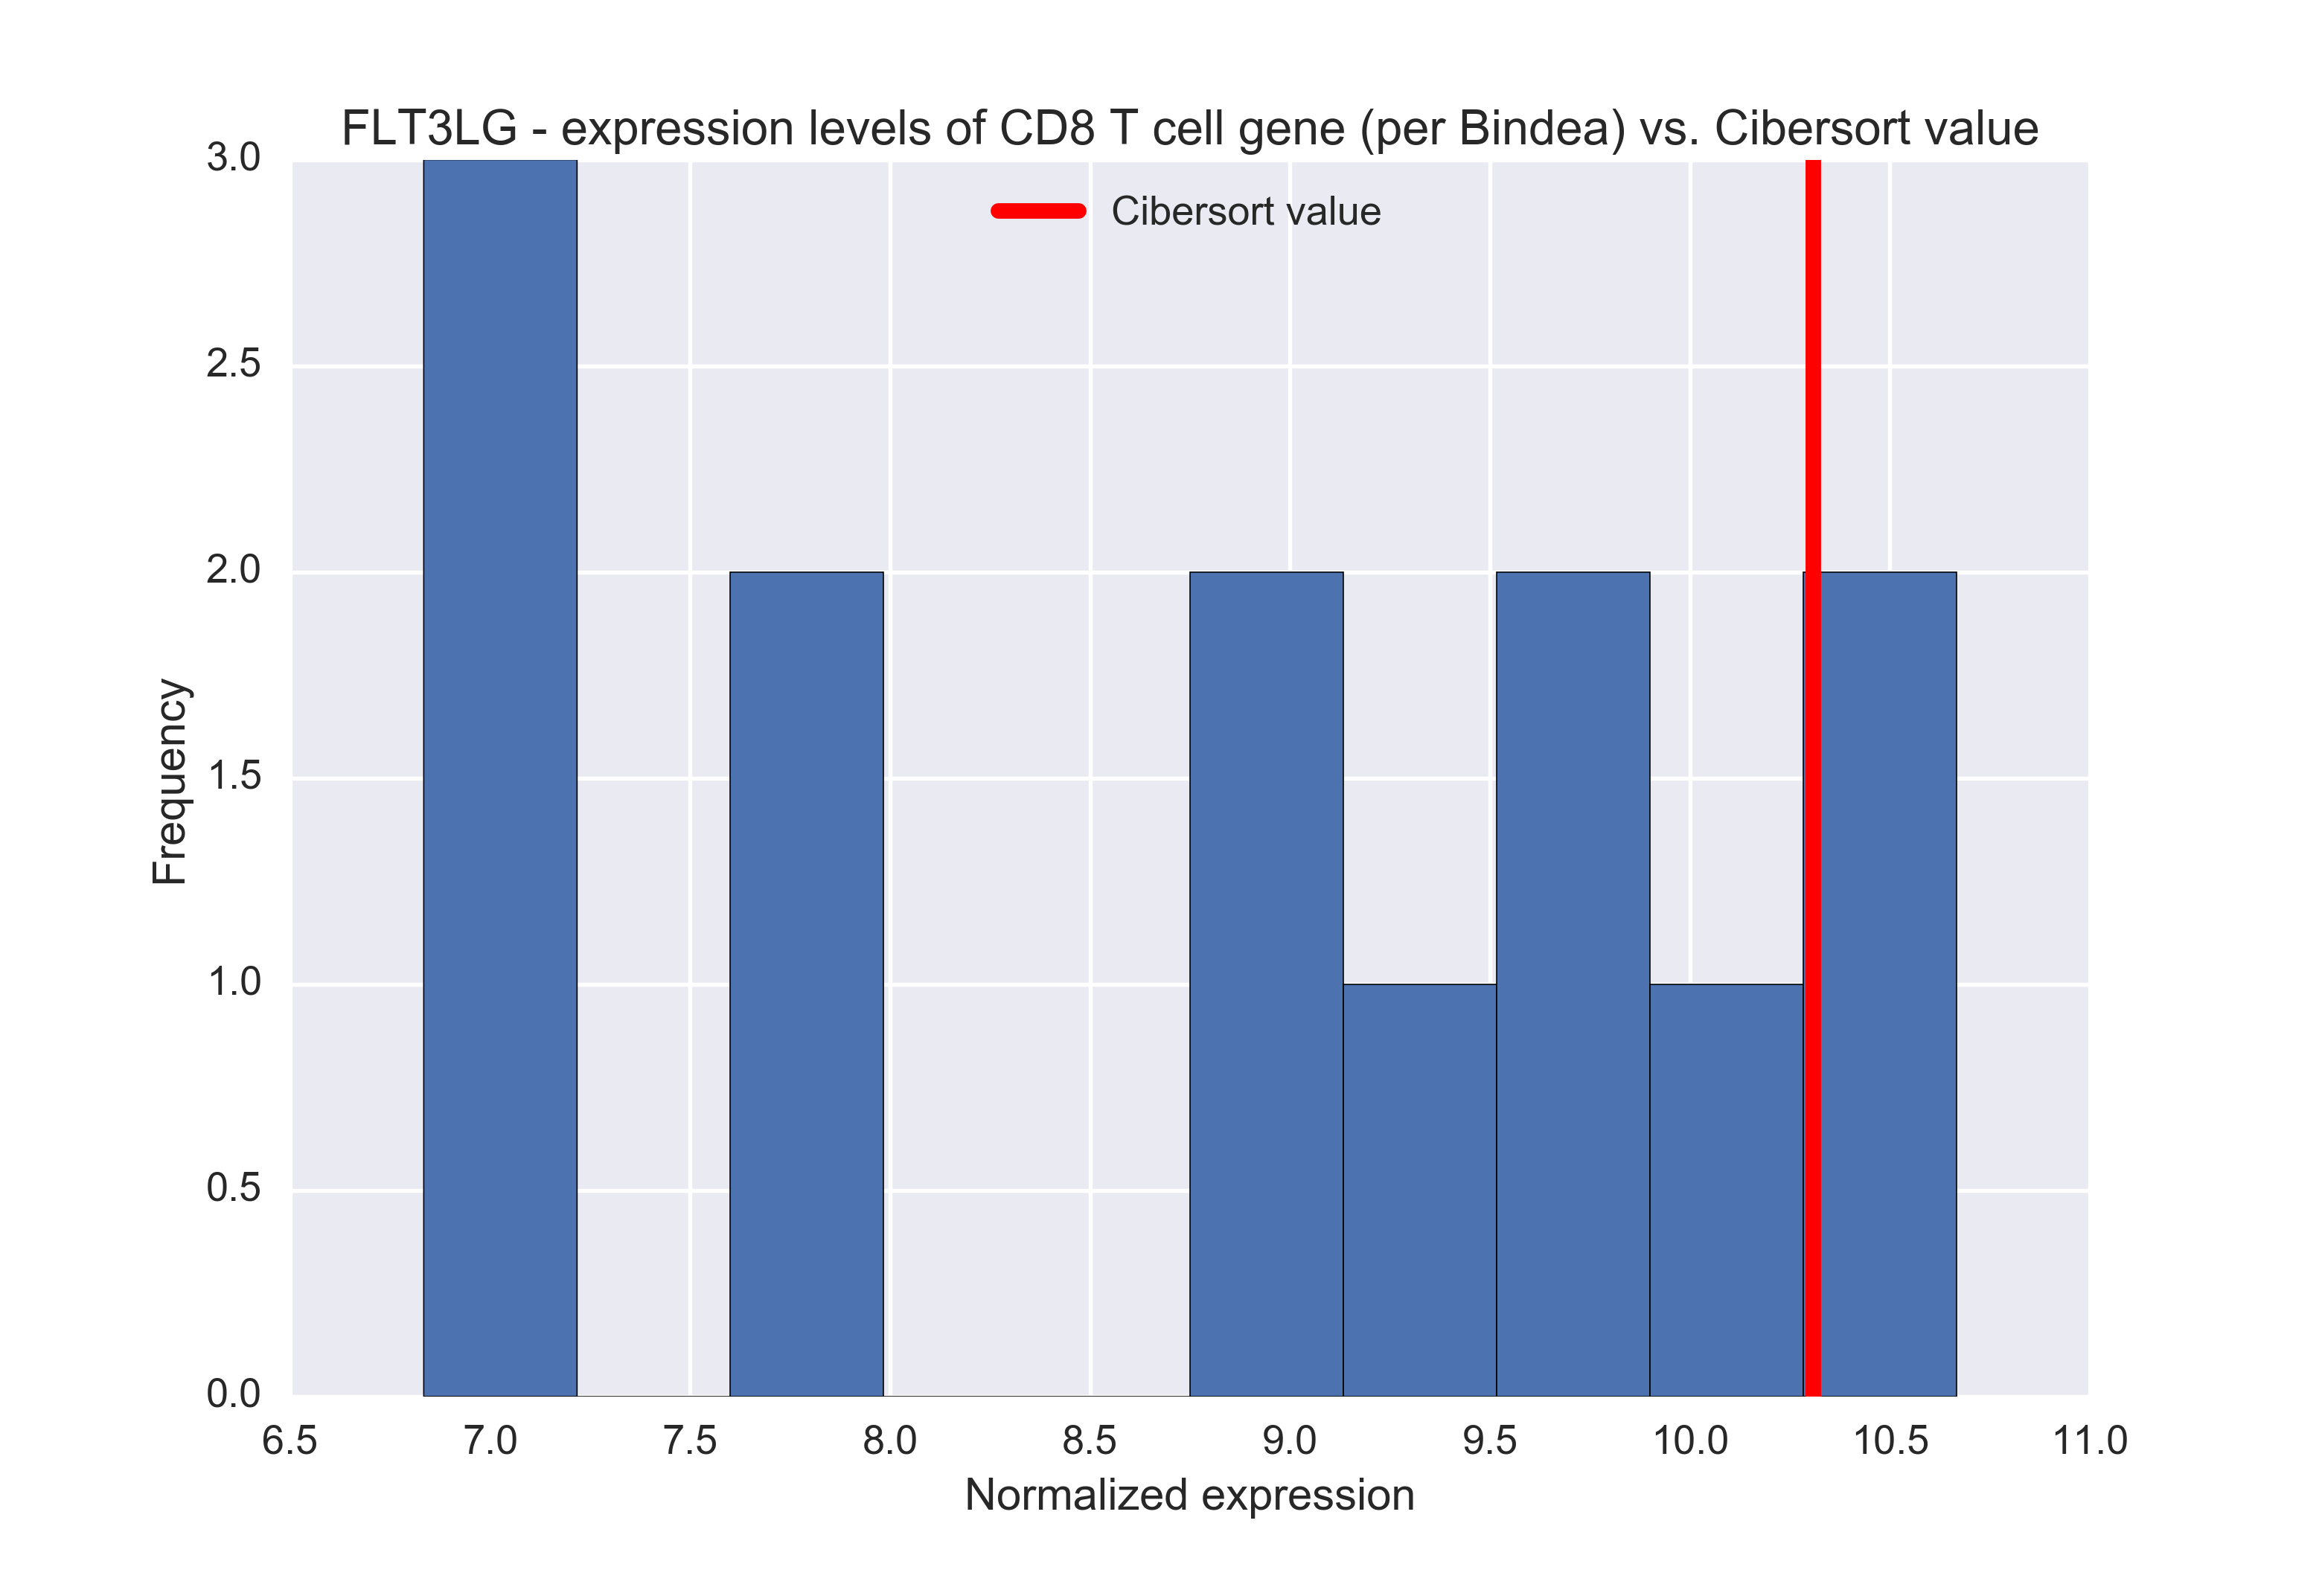 FLT3LG - expression levels of CD8 T cell gene (per Bindea) vs. Cibersort value
Cibersort value
3.0
2.5
2.0
1.5
1.0
0.5
0.0
Frequency
6.5 7.0 7.5 8.0 8.5 9.0 9.5 10.0 10.5 11.0
Normalized expression